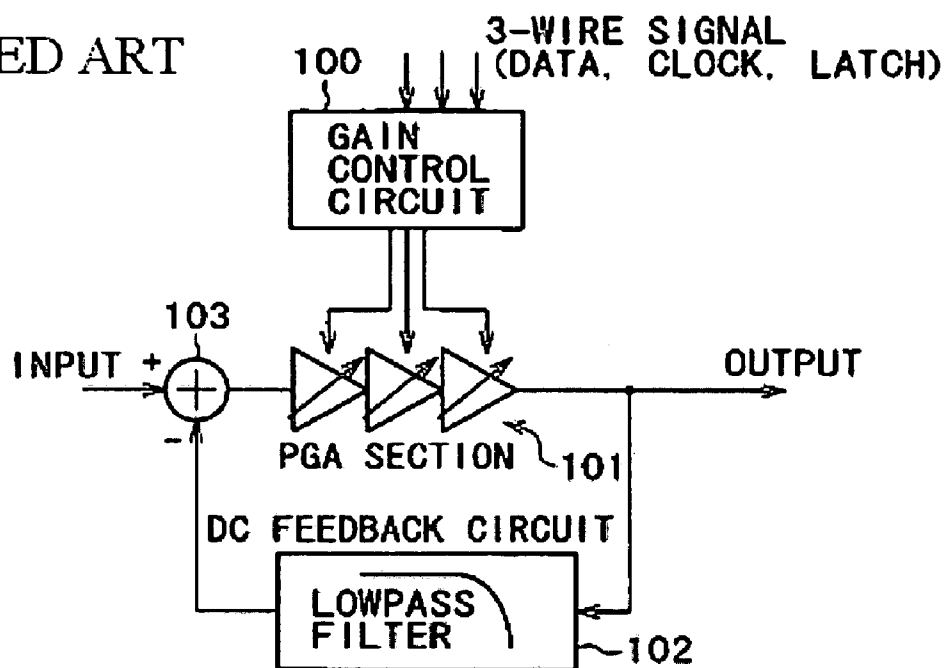 ED ART
3-WIRE SIGNAL
(DATA, CLOCK, LATCH)
100
GAIN
CONTROL
CIRCUIT
103
INPUT +
+
-
OUTPUT
PGA SECTION
101
DC FEEDBACK CIRCUIT
LOWPASS
FILTER
102